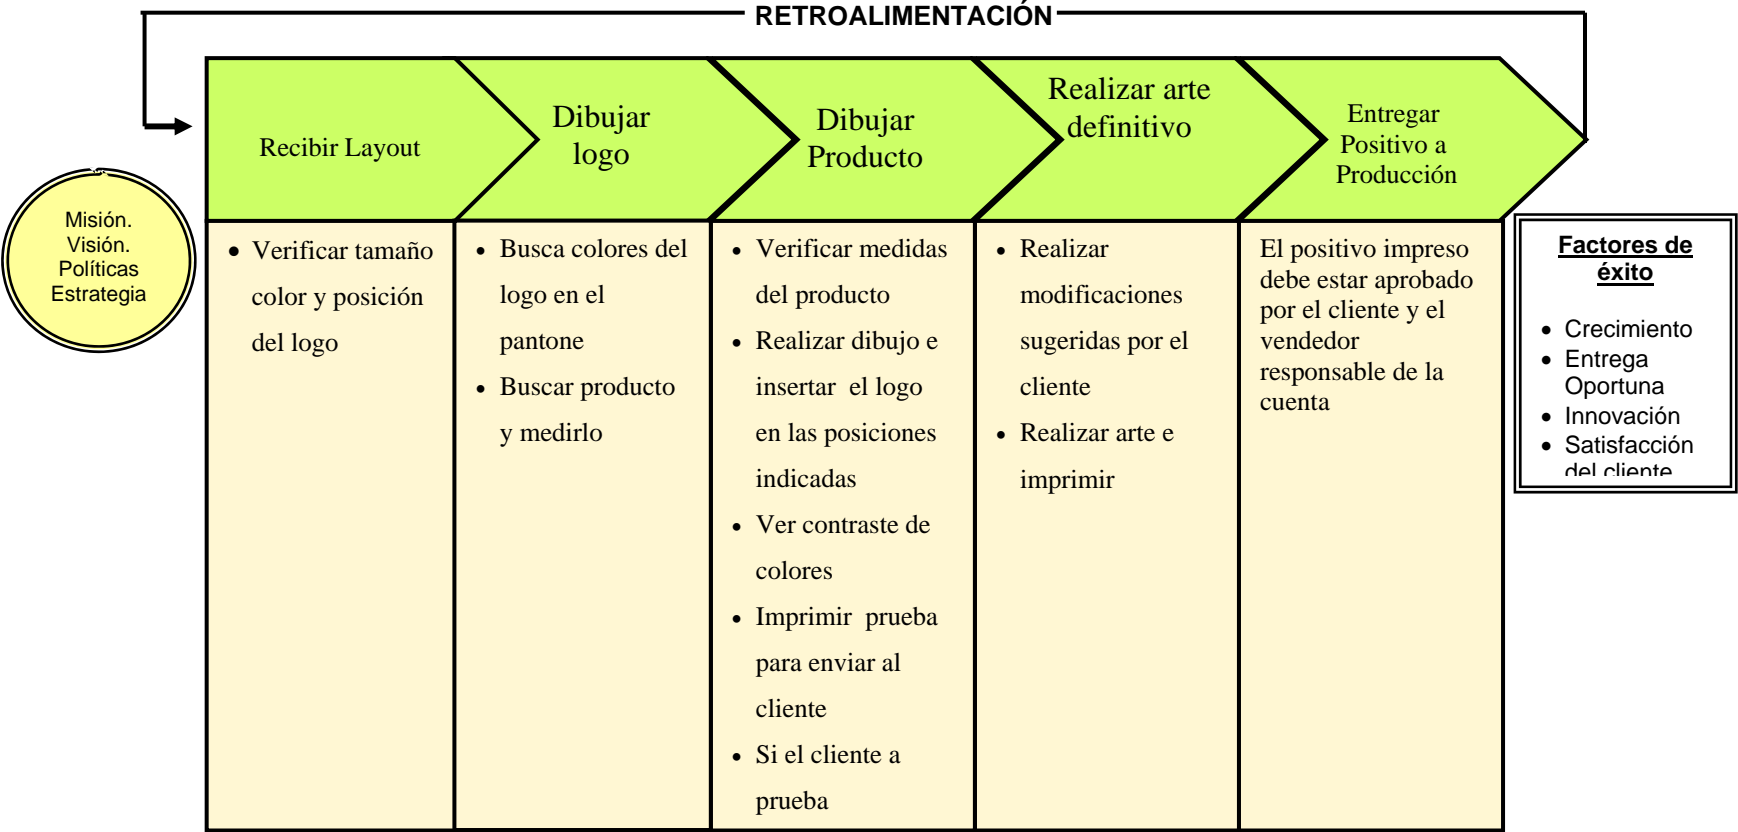 RETROALIMENTACIÓN
Recibir Layout
Dibujar
logo
Dibujar
Producto
Realizar arte
definitivo
Entregar
Positivo a
Producción
Misión.
Visión.
Políticas
Estrategia
• Verificar tamaño
color y posición
del logo
• Busca colores del
logo en el
pantone
• Buscar producto
y medirlo
• Verificar medidas
del producto
• Realizar dibujo e
insertar el logo
en las posiciones
indicadas
• Ver contraste de
colores
• Imprimir prueba
para enviar al
cliente
• Si el cliente a
prueba
• Realizar
modificaciones
sugeridas por el
cliente
• Realizar arte e
imprimir
El positivo impreso
debe estar aprobado
por el cliente y el
vendedor
responsable de la
cuenta
Factores de
éxito
• Crecimiento
• Entrega
Oportuna
• Innovación
• Satisfacción
del cliente